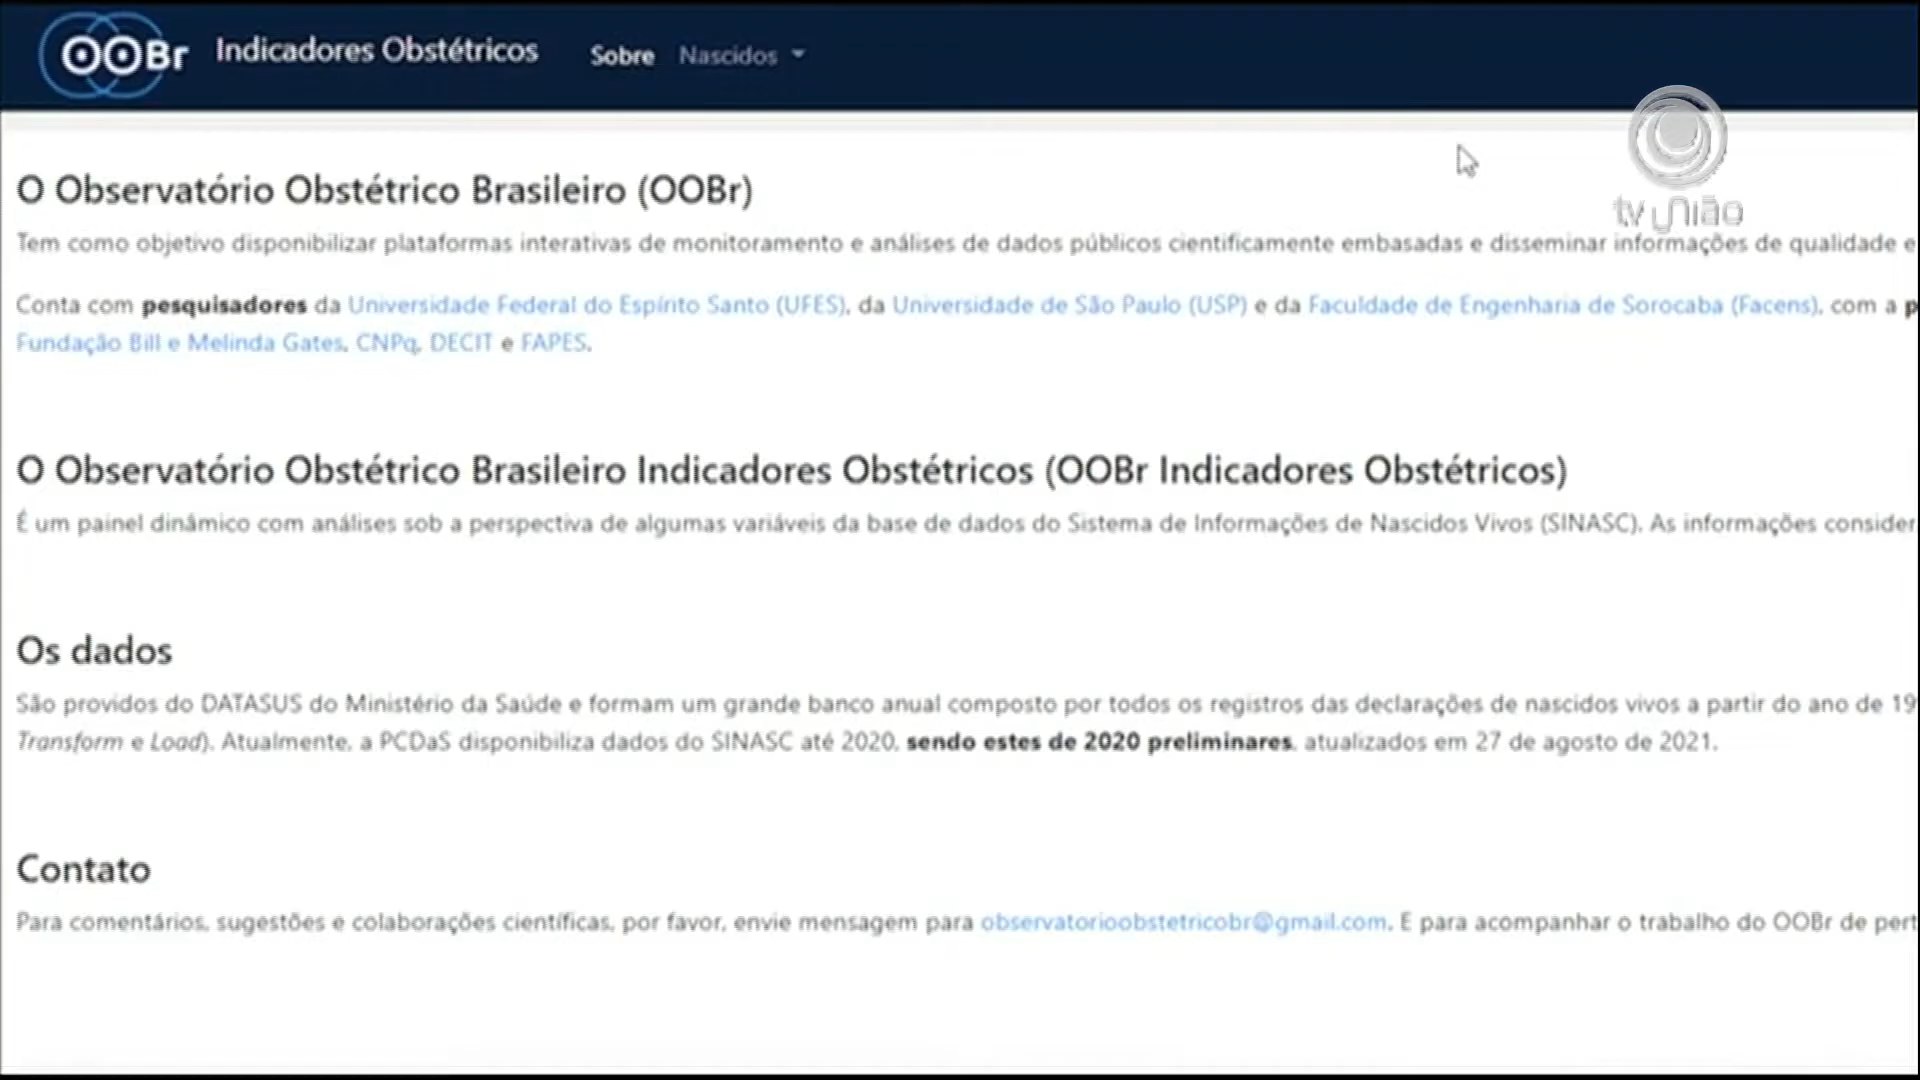 OOBr Indicadores Obstétricos Sobre Nascidos
tv união
O Observatório Obstétrico Brasileiro (OOBr)
Tem como objetivo disponibilizar plataformas interativas de monitoramento e análises de dados públicos cientificamente embasadas e disseminar informações de qualidade e
Conta com pesquisadores da Universidade Federal do Espírito Santo (UFES), da Universidade de São Paulo (USP) e da Faculdade de Engenharia de Sorocaba (Facens), com a p
Fundação Bill e Melinda Gates, CNPq, DECIT e FAPES.
O Observatório Obstétrico Brasileiro Indicadores Obstétricos (OOBr Indicadores Obstétricos)
É um painel dinâmico com análises sob a perspectiva de algumas variáveis da base de dados do Sistema de Informações de Nascidos Vivos (SINASC). As informações consider
Os dados
São providos do DATASUS do Ministério da Saúde e formam um grande banco anual composto por todos os registros das declarações de nascidos vivos a partir do ano de 19
Transform e Load). Atualmente, a PCDaS disponibiliza dados do SINASC até 2020, sendo estes de 2020 preliminares, atualizados em 27 de agosto de 2021.
Contato
Para comentários, sugestões e colaborações científicas, por favor, envie mensagem para observatorioobstetricobr@gmail.com. E para acompanhar o trabalho do OOBr de pert